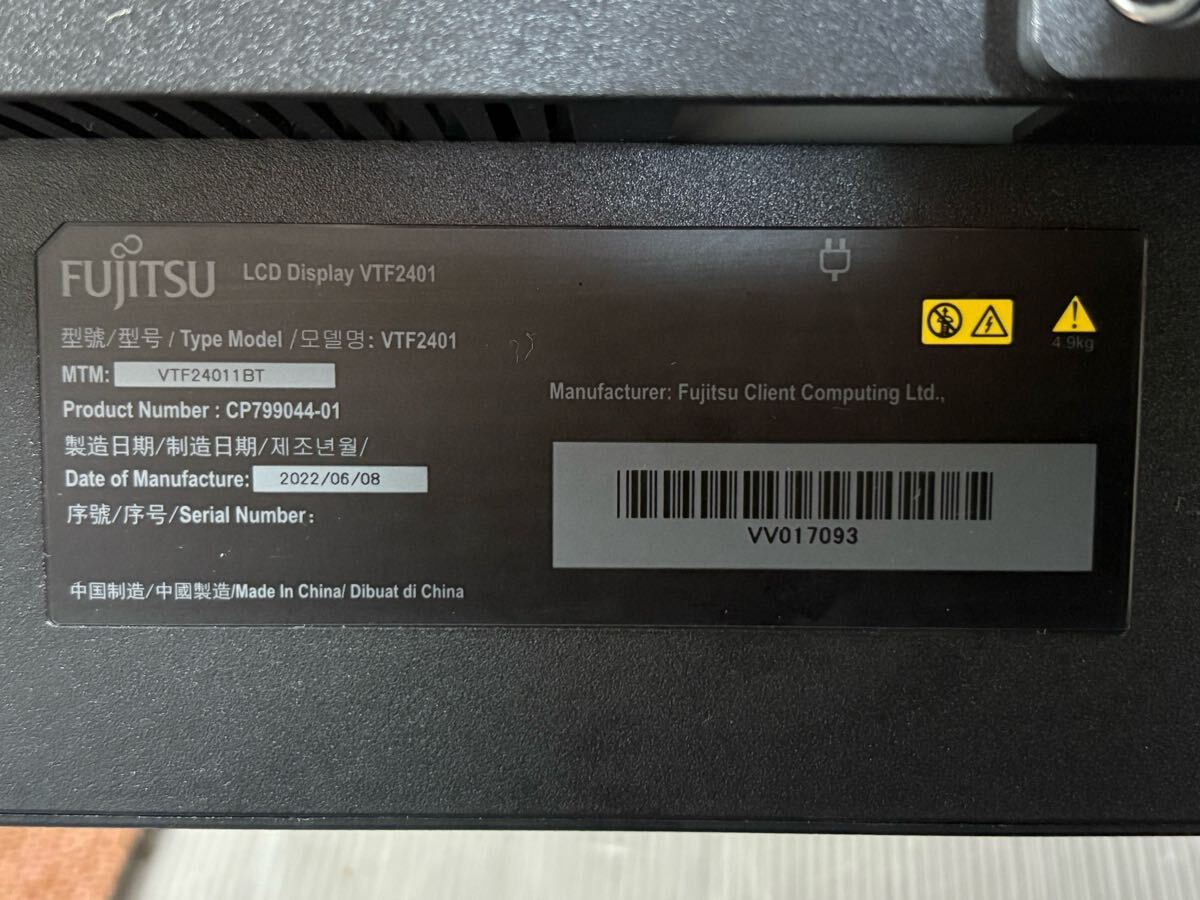 FUJITSU LCD Display VTF2401
型號/型号/Type Model /모델명: VTF2401
MTM: VTF24011BT
Product Number : CP799044-01
製造日期/制造日期/제조년월/
Date of Manufacture: 2022/06/08
序號/序号/Serial Number:
中国制造/中國製造/Made In China/ Dibuat di China
4.9kg
Manufacturer: Fujitsu Client Computing Ltd.,
VV017093